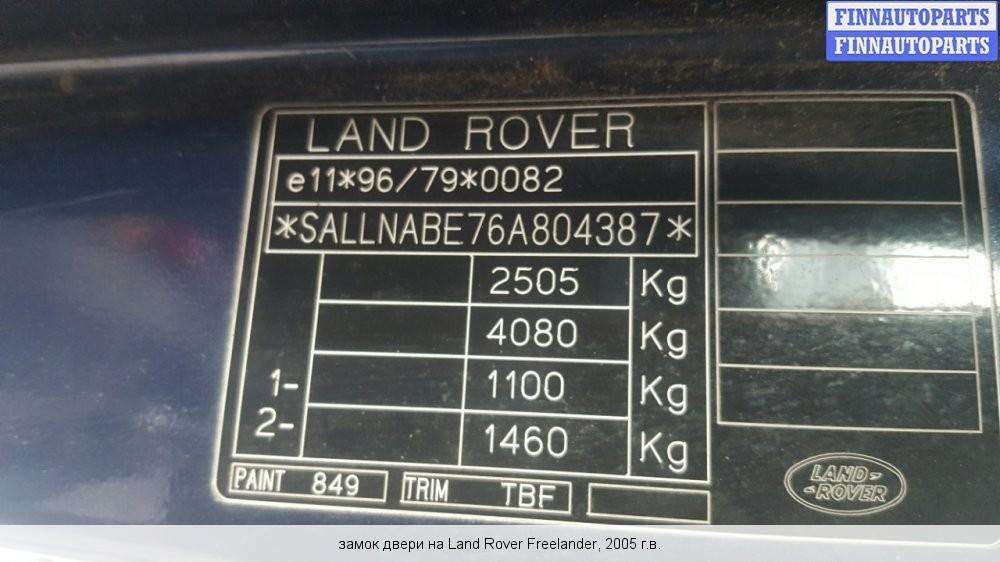 FINNAUTOPARTS
FINNAUTOPARTS
LAND ROVER
e11*96/79*0082
*SALLNABE76A804387*
2505 Kg
4080 Kg
1- 1100 Kg
2- 1460 Kg
PAINT 849 TRIM TBF
LAND-
-ROVER
замок двери на Land Rover Freelander, 2005 г.в.